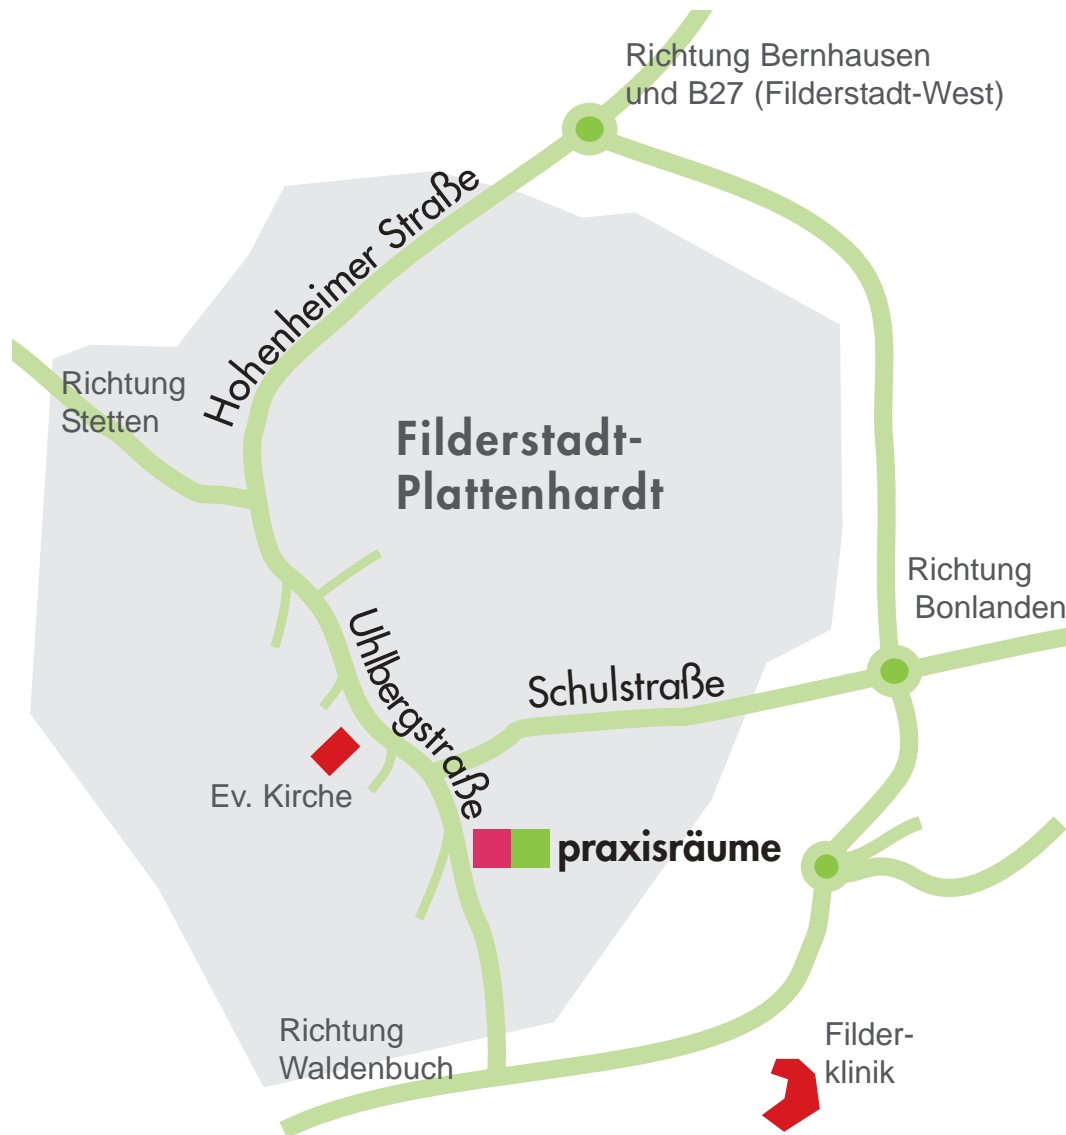 Richtung Bernhausen
und B27 (Filderstadt-West)
Hohenheimer Straße
Richtung
Stetten
Filderstadt-
Plattenhardt
Richtung
Bonlanden
Uhlbergstraße
Schulstraße
Ev. Kirche
praxisräume
Richtung
Waldenbuch
Filder-
klinik